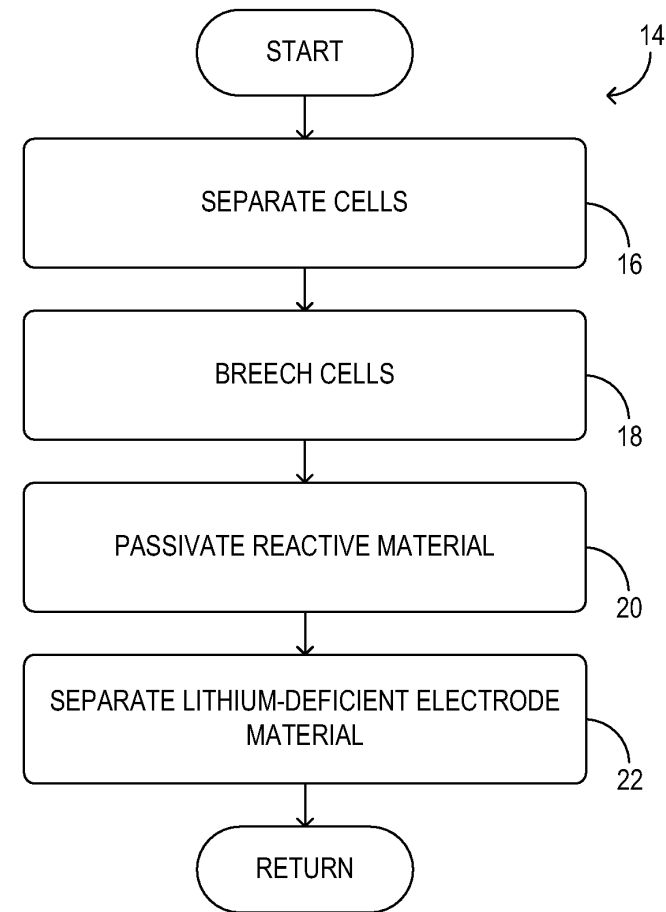 START
14
SEPARATE CELLS
16
BREECH CELLS
18
PASSIVATE REACTIVE MATERIAL
20
SEPARATE LITHIUM-DEFICIENT ELECTRODE
MATERIAL
22
RETURN